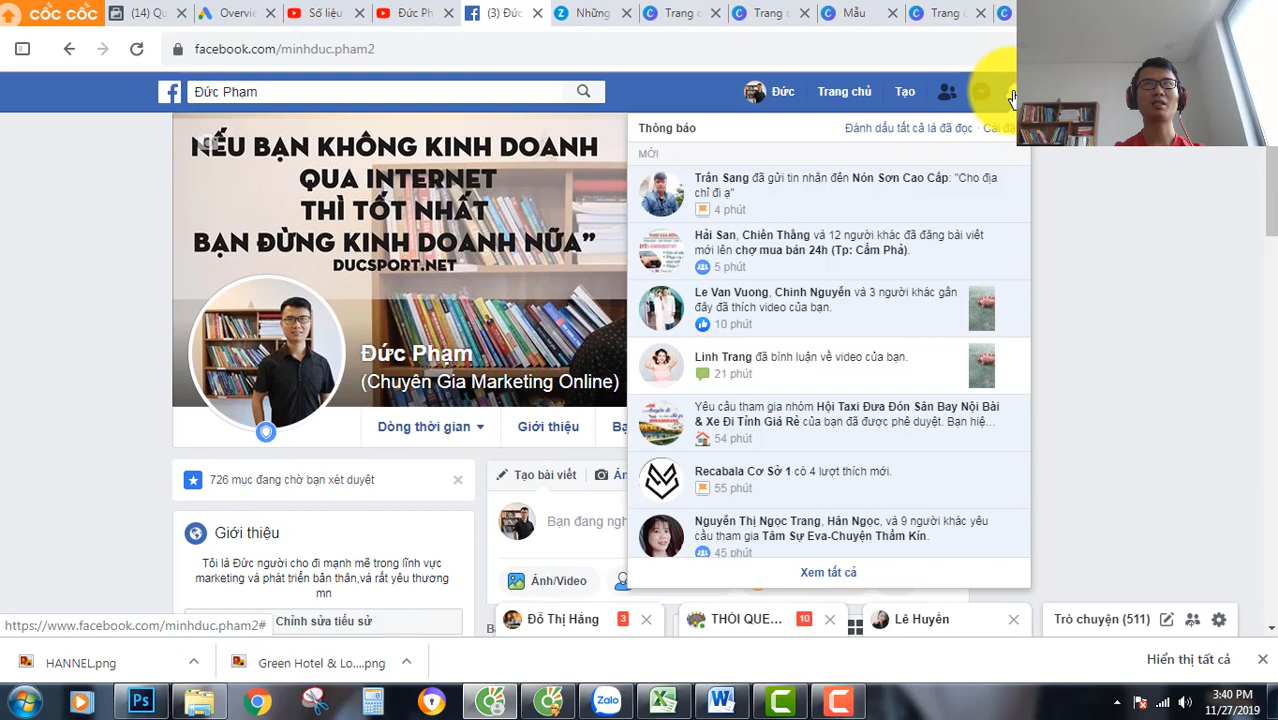 cốc cốc
(14) Qu
Overvie
Số liệu
Đức Ph
(3) Đức
Những
Trang c
Trang c
Mẫu
Trang c
facebook.com/minhduc.pham2
Đức Phạm
Đức
Trang chủ
Tạo
NẾU BẠN KHÔNG KINH DOANH
QUA INTERNET
THÌ TỐT NHẤT
BẠN ĐỪNG KINH DOANH NỮA”
DUCSPORT.NET
Đức Phạm
(Chuyên Gia Marketing Online)
Dòng thời gian
Giới thiệu
Bạ
Thông báo
Đánh dấu tất cả là đã đọc · Cài đặ
MỚI
Trần Sang đã gửi tin nhắn đến Nón Sơn Cao Cấp: "Cho địa
chỉ đi ạ"
4 phút
Hải San, Chiên Thắng và 12 người khác đã đăng bài viết
mới lên chợ mua bán 24h (Tp: Cẩm Phả).
5 phút
Le Van Vuong, Chinh Nguyễn và 3 người khác gần
đây đã thích video của bạn.
10 phút
Linh Trang đã bình luận về video của bạn.
21 phút
Yêu cầu tham gia nhóm Hội Taxi Đưa Đón Sân Bay Nội Bài
& Xe Đi Tỉnh Giá Rẻ của bạn đã được phê duyệt. Bạn hiệ...
54 phút
Recabala Cơ Sở 1 có 4 lượt thích mới.
55 phút
Nguyễn Thị Ngọc Trang, Hân Ngọc, và 9 người khác yêu
cầu tham gia Tâm Sự Eva-Chuyện Thầm Kín.
45 phút
Xem tất cả
726 mục đang chờ bạn xét duyệt
Giới thiệu
Tôi là Đức người cho đi mạnh mẽ trong lĩnh vực
marketing và phát triển bản thân,và rất yêu thương
mn
Chỉnh sửa tiểu sử
Tạo bài viết
Ản
Bạn đang ngh
Ảnh/Video
https://www.facebook.com/minhduc.pham2#
Đỗ Thị Hằng
3
THÓI QUE...
10
Lê Huyền
Trò chuyện (511)
HANNEL.png
Green Hotel & Lo....png
Hiển thị tất cả
Ps
Zalo
3:40 PM
11/27/2019